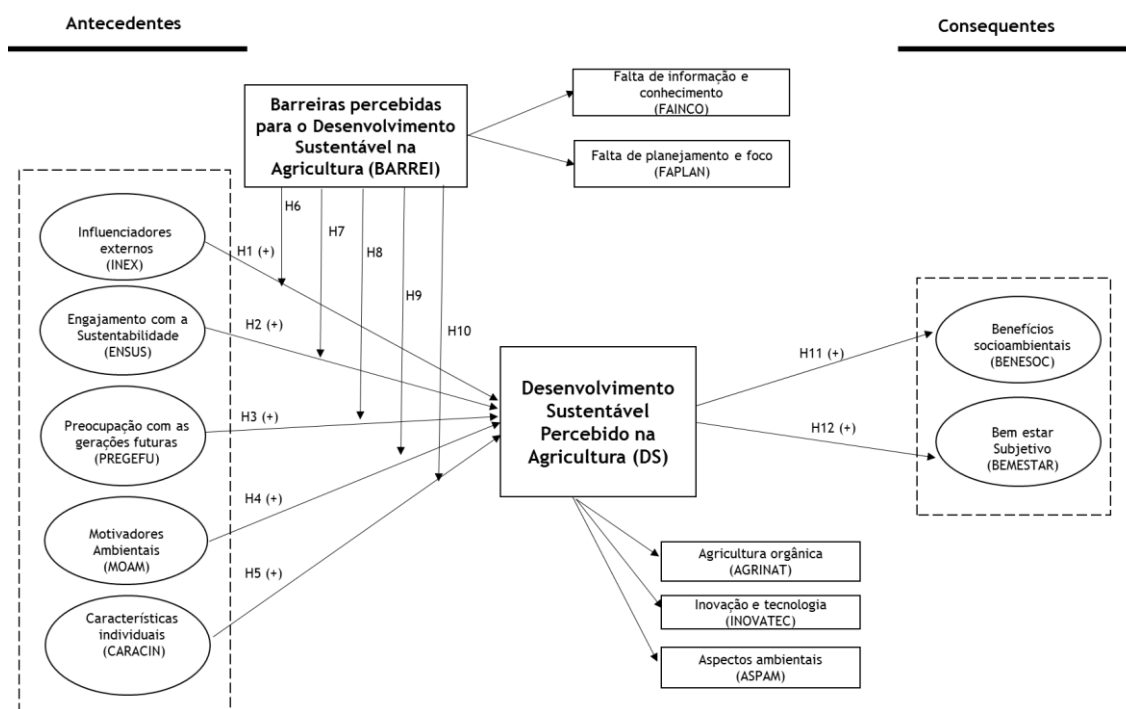 Antecedentes
Consequentes
Barreiras percebidas
para o Desenvolvimento
Sustentável na
Agricultura (BARREI)
Falta de informação e
conhecimento
(FAINCO)
Falta de planejamento e foco
(FAPLAN)
H6
H7
H8
H9
H10
Influenciadores
externos
(INEX)
H1 (+)
Engajamento com a
Sustentabilidade
(ENSUS)
H2 (+)
Preocupação com as
gerações futuras
(PREGEFU)
H3 (+)
Motivadores
Ambientais
(MOAM)
H4 (+)
Características
individuais
(CARACIN)
H5 (+)
Desenvolvimento
Sustentável
Percebido na
Agricultura (DS)
H11 (+)
H12 (+)
Benefícios
socioambientais
(BENESOC)
Bem estar
Subjetivo
(BEMESTAR)
Agricultura orgânica
(AGRINAT)
Inovação e tecnologia
(INOVATEC)
Aspectos ambientais
(ASPAM)